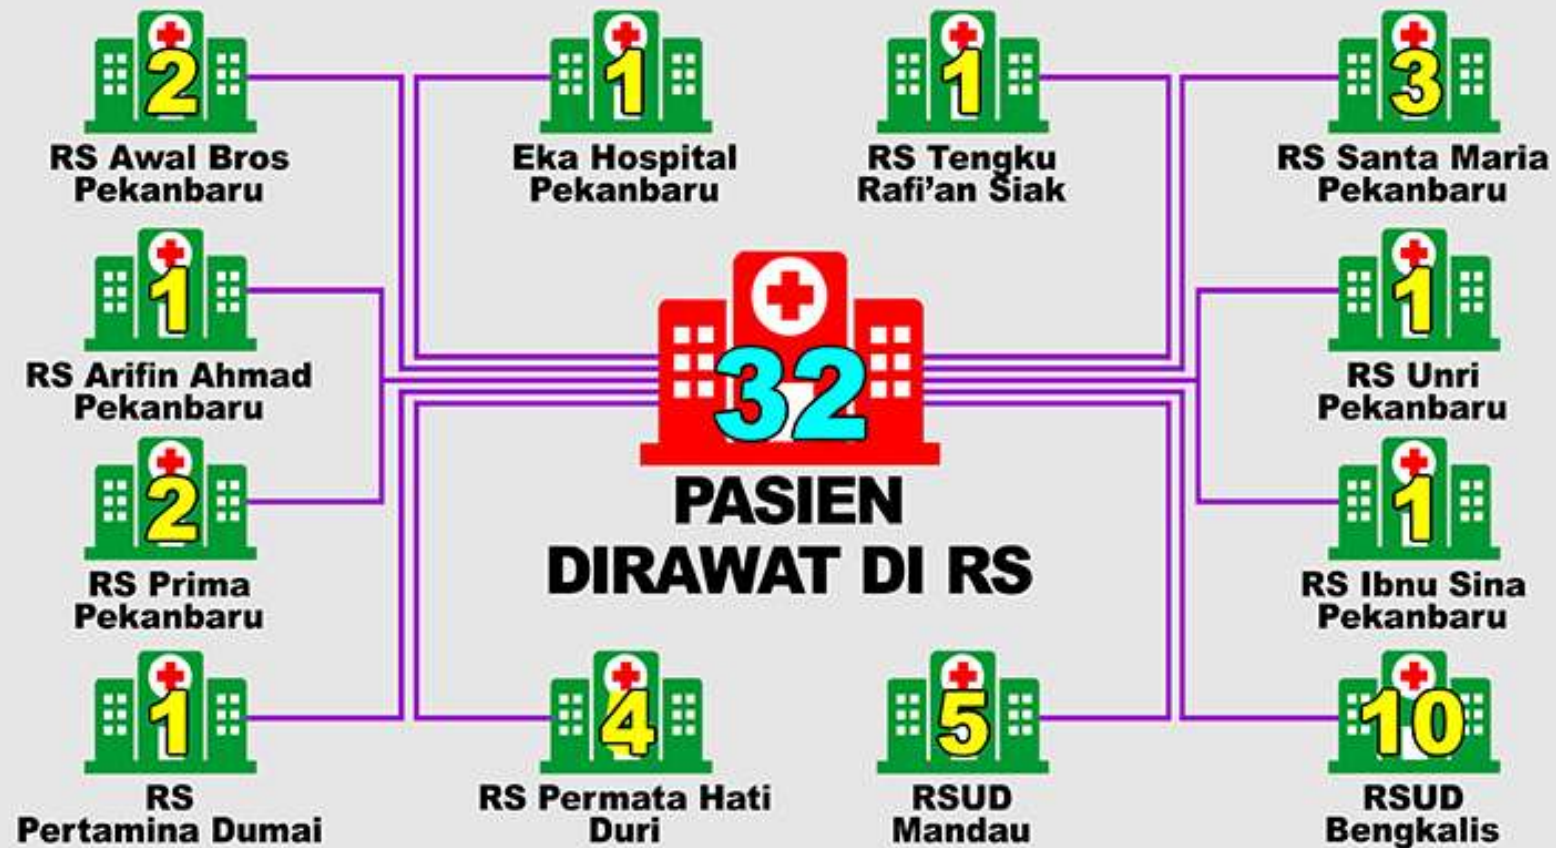 2
RS Awal Bros
Pekanbaru
1
Eka Hospital
Pekanbaru
1
RS Tengku
Rafi'an Siak
3
RS Santa Maria
Pekanbaru
1
RS Arifin Ahmad
Pekanbaru
32
PASIEN
DIRAWAT DI RS
1
RS Unri
Pekanbaru
2
RS Prima
Pekanbaru
1
RS Ibnu Sina
Pekanbaru
1
RS
Pertamina Dumai
4
RS Permata Hati
Duri
5
RSUD
Mandau
10
RSUD
Bengkalis